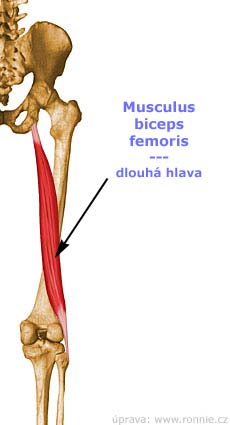 Musculus
biceps
femoris
---
dlouhá hlava
úprava: www.ronnie.cz